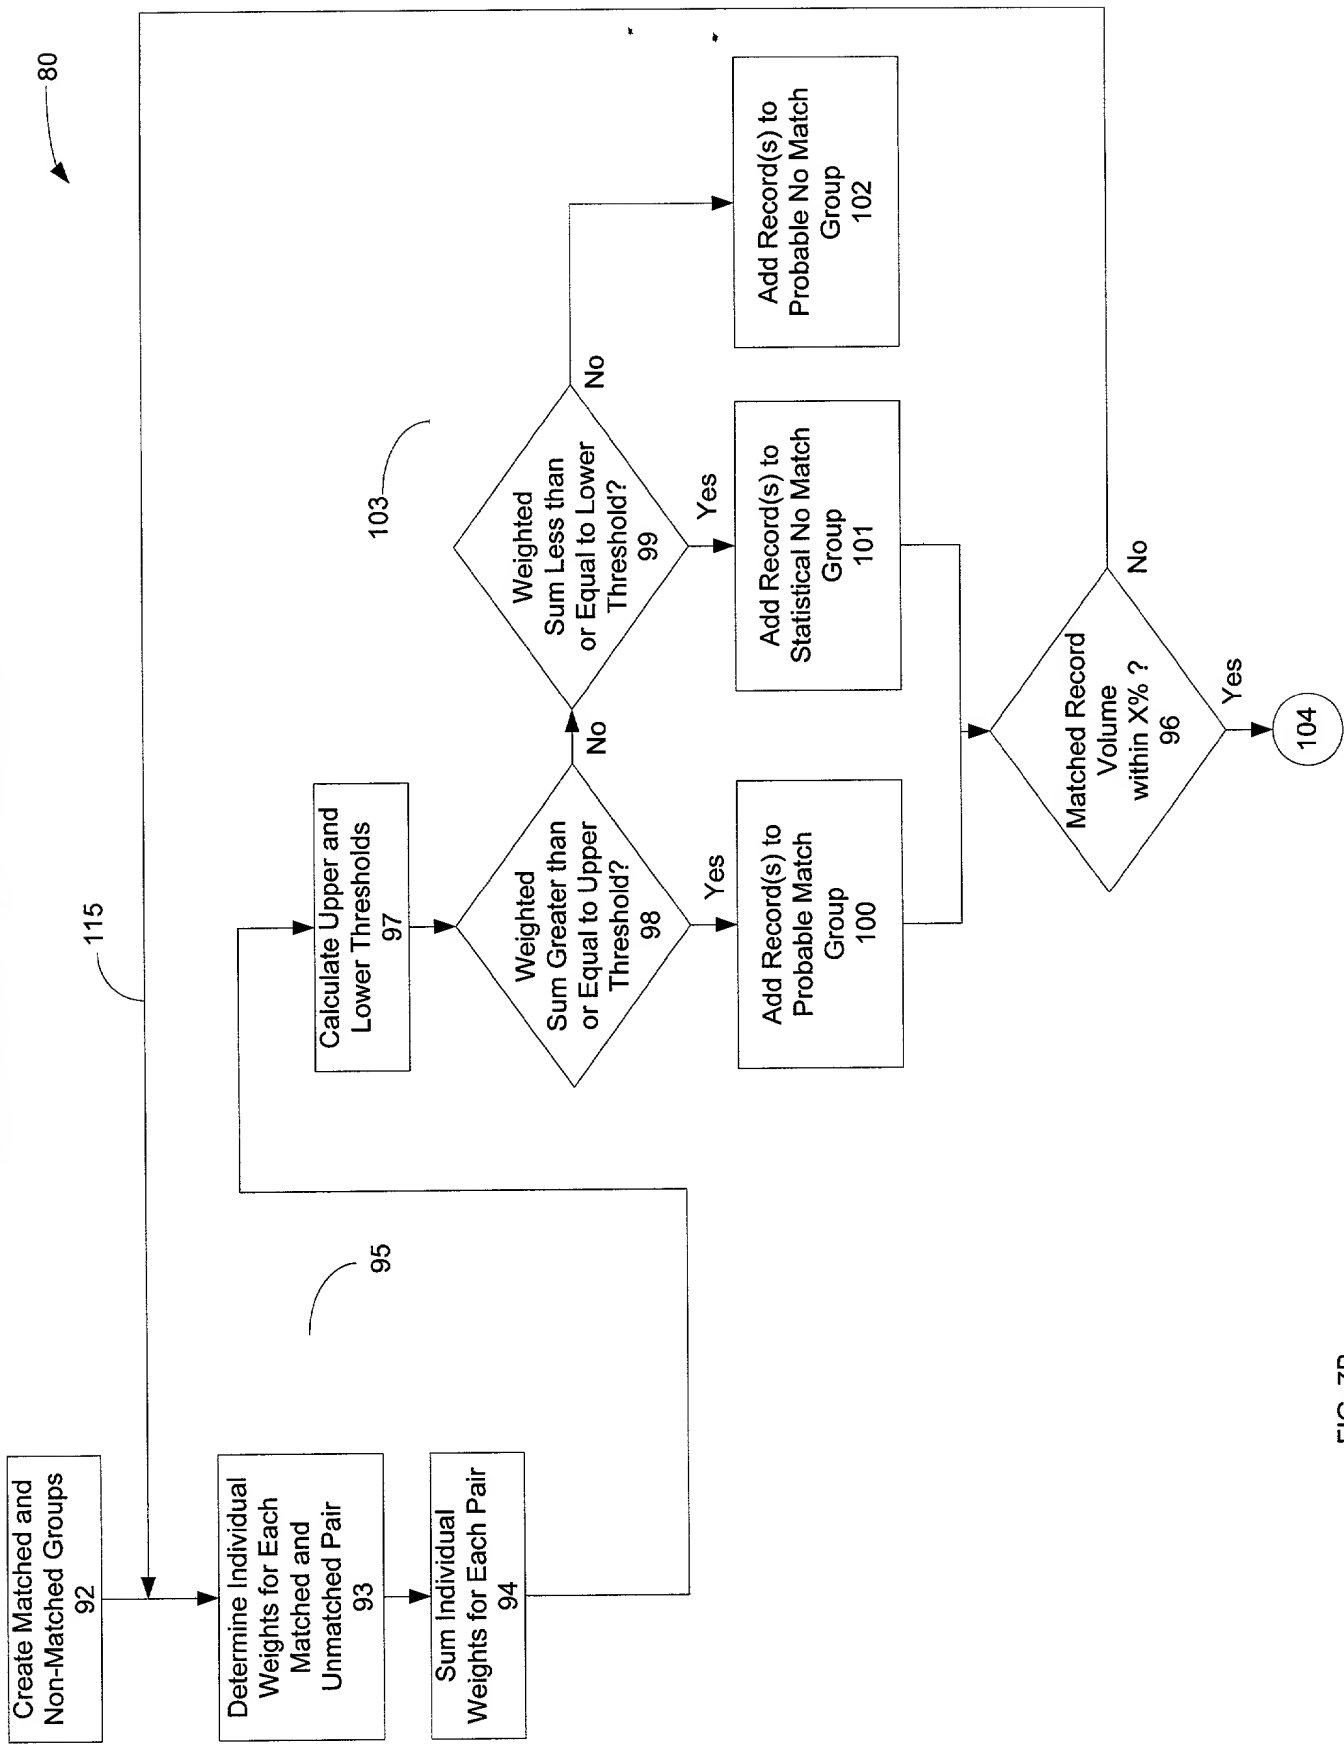 80
115
Create Matched and
Non-Matched Groups
92
Determine Individual
Weights for Each
Matched and
Unmatched Pair
93
Sum Individual
Weights for Each Pair
94
95
Calculate Upper and
Lower Thresholds
97
Weighted
Sum Greater than
or Equal to Upper
Threshold?
98
No
Yes
103
Weighted
Sum Less than
or Equal to Lower
Threshold?
99
No
Yes
Add Record(s) to
Probable Match
Group
100
Add Record(s) to
Statistical No Match
Group
101
Add Record(s) to
Probable No Match
Group
102
Matched Record
Volume
within X% ?
96
No
Yes
104